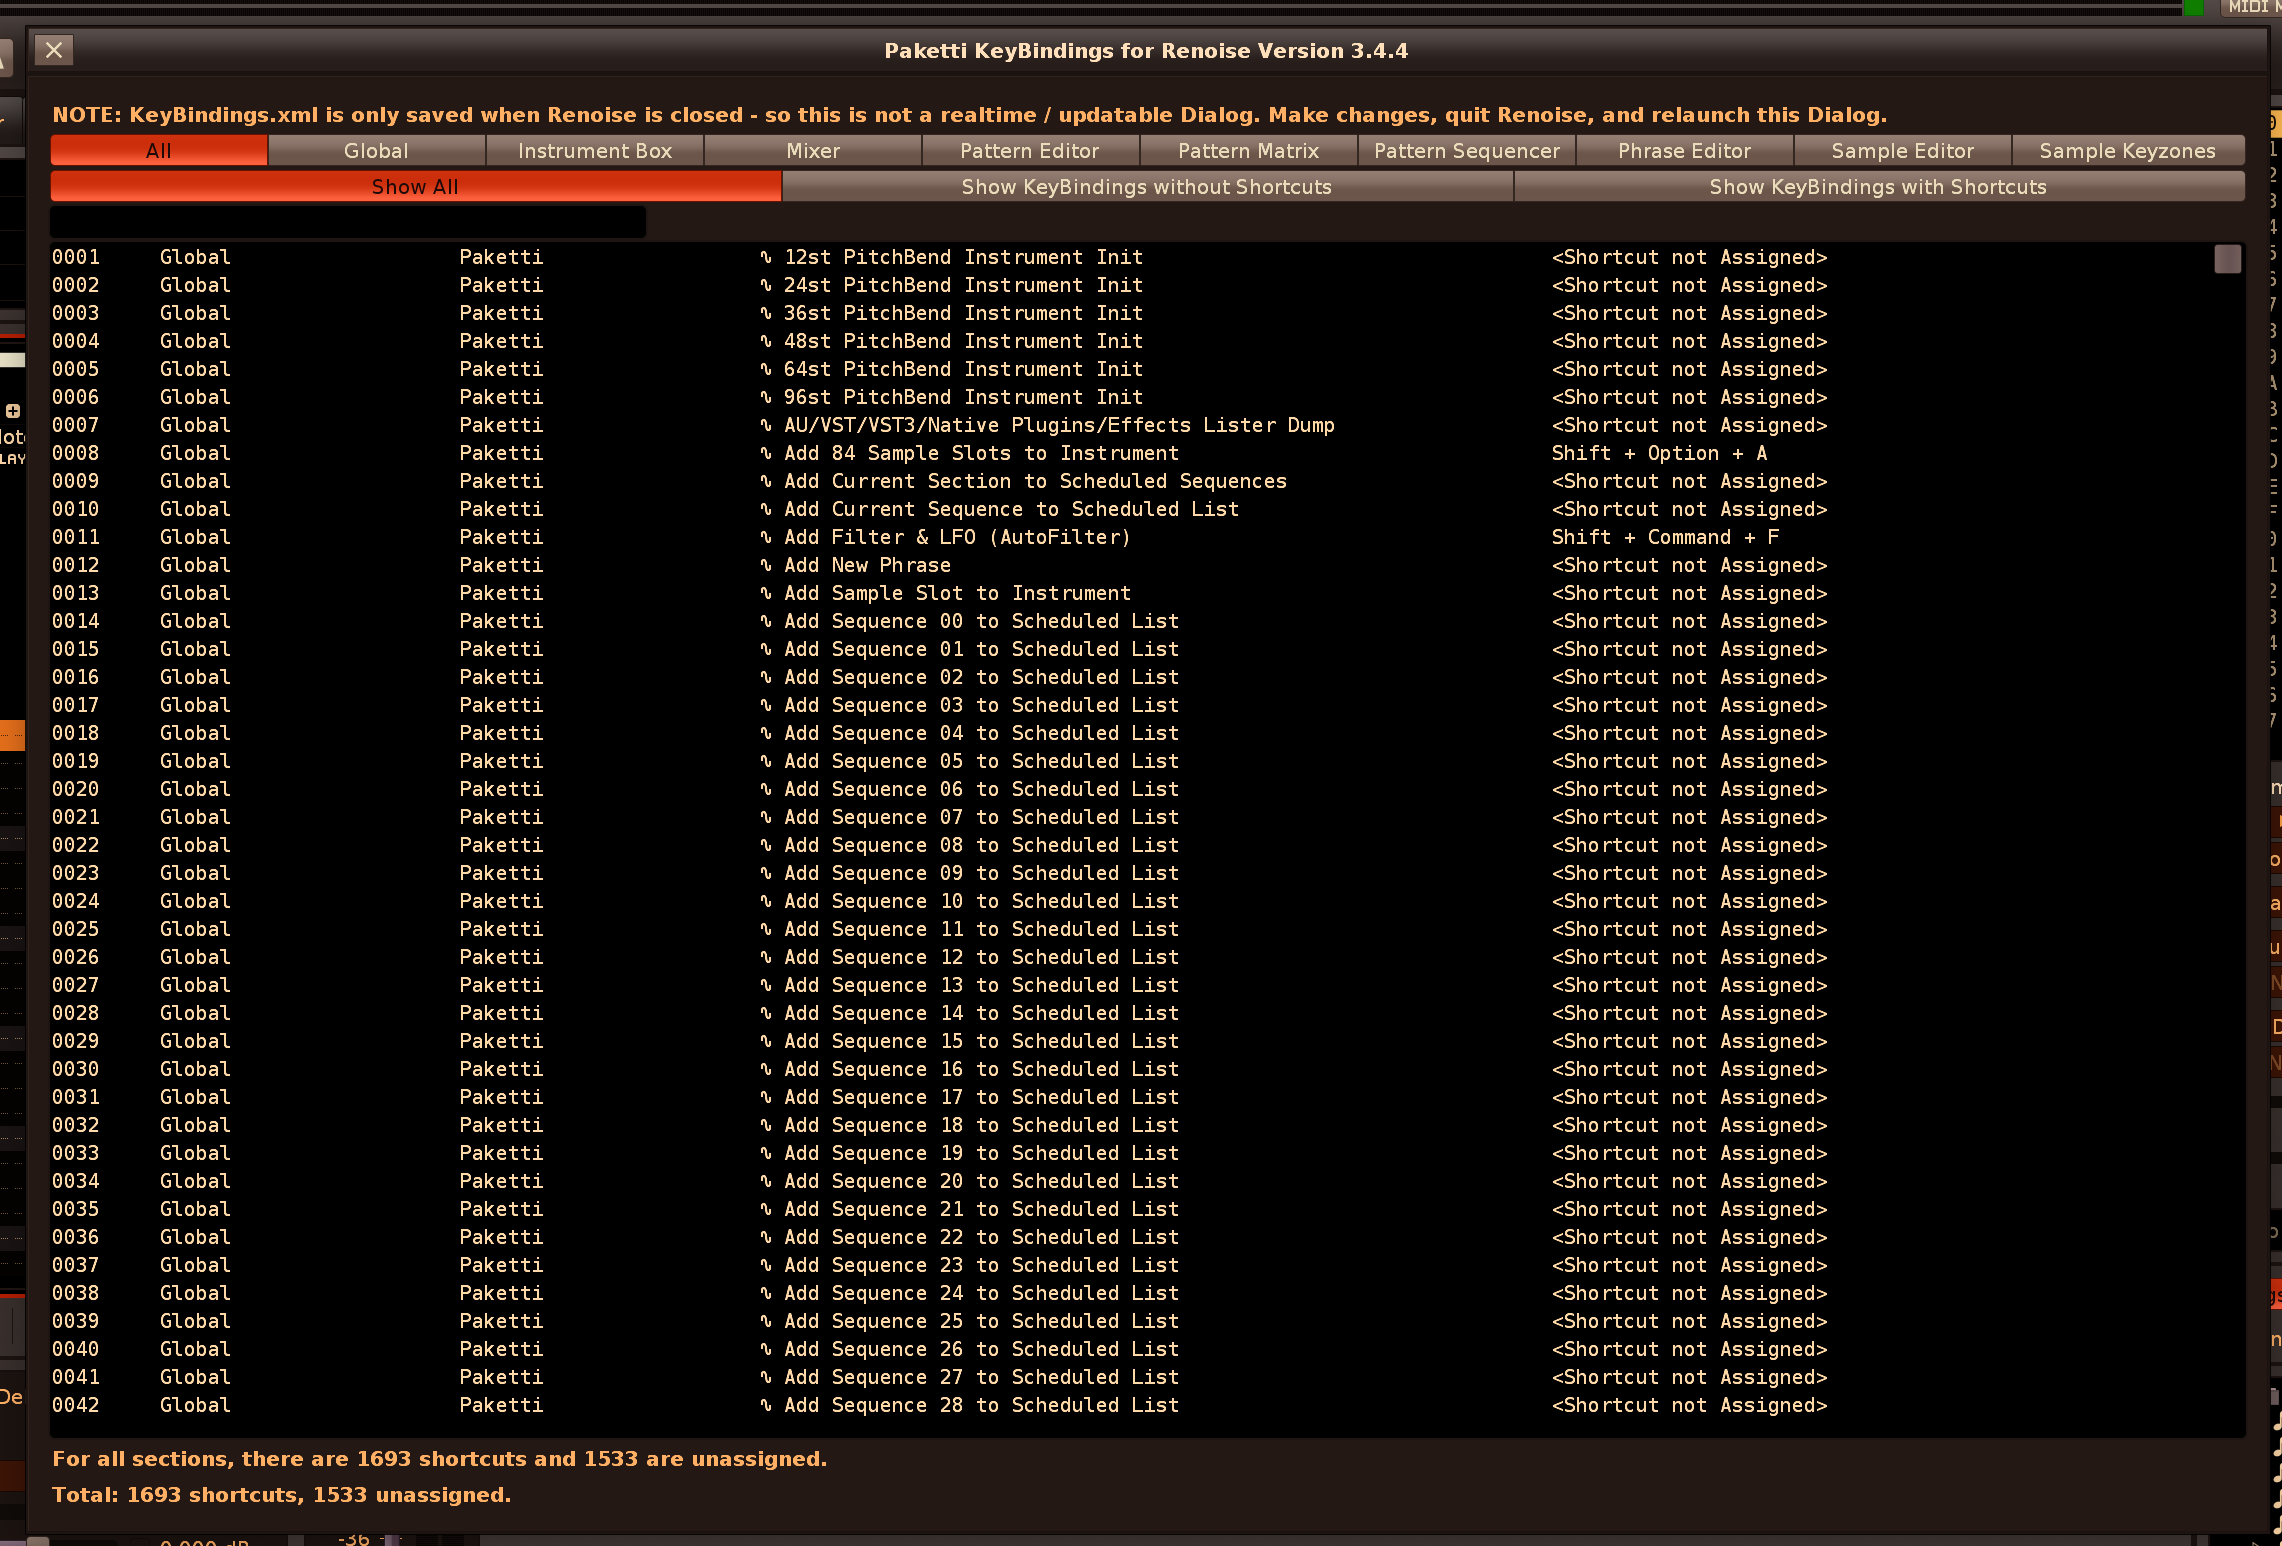 MIDI M
Paketti KeyBindings for Renoise Version 3.4.4
NOTE: KeyBindings.xml is only saved when Renoise is closed - so this is not a realtime / updatable Dialog. Make changes, quit Renoise, and relaunch this Dialog.
All Global Instrument Box Mixer Pattern Editor Pattern Matrix Pattern Sequencer Phrase Editor Sample Editor Sample Keyzones
Show All Show KeyBindings without Shortcuts Show KeyBindings with Shortcuts
0001 Global Paketti ∿ 12st PitchBend Instrument Init <Shortcut not Assigned>
0002 Global Paketti ∿ 24st PitchBend Instrument Init <Shortcut not Assigned>
0003 Global Paketti ∿ 36st PitchBend Instrument Init <Shortcut not Assigned>
0004 Global Paketti ∿ 48st PitchBend Instrument Init <Shortcut not Assigned>
0005 Global Paketti ∿ 64st PitchBend Instrument Init <Shortcut not Assigned>
0006 Global Paketti ∿ 96st PitchBend Instrument Init <Shortcut not Assigned>
0007 Global Paketti ∿ AU/VST/VST3/Native Plugins/Effects Lister Dump <Shortcut not Assigned>
0008 Global Paketti ∿ Add 84 Sample Slots to Instrument Shift + Option + A
0009 Global Paketti ∿ Add Current Section to Scheduled Sequences <Shortcut not Assigned>
0010 Global Paketti ∿ Add Current Sequence to Scheduled List <Shortcut not Assigned>
0011 Global Paketti ∿ Add Filter & LFO (AutoFilter) Shift + Command + F
0012 Global Paketti ∿ Add New Phrase <Shortcut not Assigned>
0013 Global Paketti ∿ Add Sample Slot to Instrument <Shortcut not Assigned>
0014 Global Paketti ∿ Add Sequence 00 to Scheduled List <Shortcut not Assigned>
0015 Global Paketti ∿ Add Sequence 01 to Scheduled List <Shortcut not Assigned>
0016 Global Paketti ∿ Add Sequence 02 to Scheduled List <Shortcut not Assigned>
0017 Global Paketti ∿ Add Sequence 03 to Scheduled List <Shortcut not Assigned>
0018 Global Paketti ∿ Add Sequence 04 to Scheduled List <Shortcut not Assigned>
0019 Global Paketti ∿ Add Sequence 05 to Scheduled List <Shortcut not Assigned>
0020 Global Paketti ∿ Add Sequence 06 to Scheduled List <Shortcut not Assigned>
0021 Global Paketti ∿ Add Sequence 07 to Scheduled List <Shortcut not Assigned>
0022 Global Paketti ∿ Add Sequence 08 to Scheduled List <Shortcut not Assigned>
0023 Global Paketti ∿ Add Sequence 09 to Scheduled List <Shortcut not Assigned>
0024 Global Paketti ∿ Add Sequence 10 to Scheduled List <Shortcut not Assigned>
0025 Global Paketti ∿ Add Sequence 11 to Scheduled List <Shortcut not Assigned>
0026 Global Paketti ∿ Add Sequence 12 to Scheduled List <Shortcut not Assigned>
0027 Global Paketti ∿ Add Sequence 13 to Scheduled List <Shortcut not Assigned>
0028 Global Paketti ∿ Add Sequence 14 to Scheduled List <Shortcut not Assigned>
0029 Global Paketti ∿ Add Sequence 15 to Scheduled List <Shortcut not Assigned>
0030 Global Paketti ∿ Add Sequence 16 to Scheduled List <Shortcut not Assigned>
0031 Global Paketti ∿ Add Sequence 17 to Scheduled List <Shortcut not Assigned>
0032 Global Paketti ∿ Add Sequence 18 to Scheduled List <Shortcut not Assigned>
0033 Global Paketti ∿ Add Sequence 19 to Scheduled List <Shortcut not Assigned>
0034 Global Paketti ∿ Add Sequence 20 to Scheduled List <Shortcut not Assigned>
0035 Global Paketti ∿ Add Sequence 21 to Scheduled List <Shortcut not Assigned>
0036 Global Paketti ∿ Add Sequence 22 to Scheduled List <Shortcut not Assigned>
0037 Global Paketti ∿ Add Sequence 23 to Scheduled List <Shortcut not Assigned>
0038 Global Paketti ∿ Add Sequence 24 to Scheduled List <Shortcut not Assigned>
0039 Global Paketti ∿ Add Sequence 25 to Scheduled List <Shortcut not Assigned>
0040 Global Paketti ∿ Add Sequence 26 to Scheduled List <Shortcut not Assigned>
0041 Global Paketti ∿ Add Sequence 27 to Scheduled List <Shortcut not Assigned>
0042 Global Paketti ∿ Add Sequence 28 to Scheduled List <Shortcut not Assigned>
For all sections, there are 1693 shortcuts and 1533 are unassigned.
Total: 1693 shortcuts, 1533 unassigned.
-36